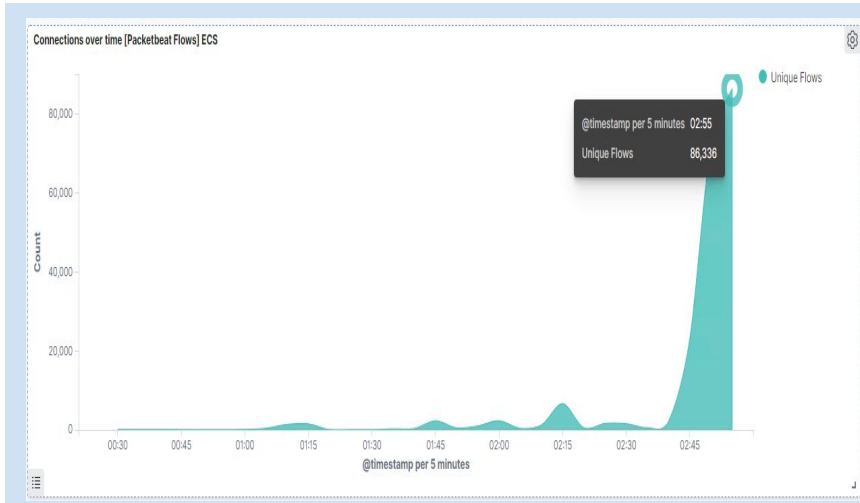 Connections over time [Packetbeat Flows] ECS
Unique Flows
@timestamp per 5 minutes 02:55
Unique Flows 86,336
80,000
60,000
40,000
20,000
0
Count
00:30 00:45 01:00 01:15 01:30 01:45 02:00 02:15 02:30 02:45
@timestamp per 5 minutes